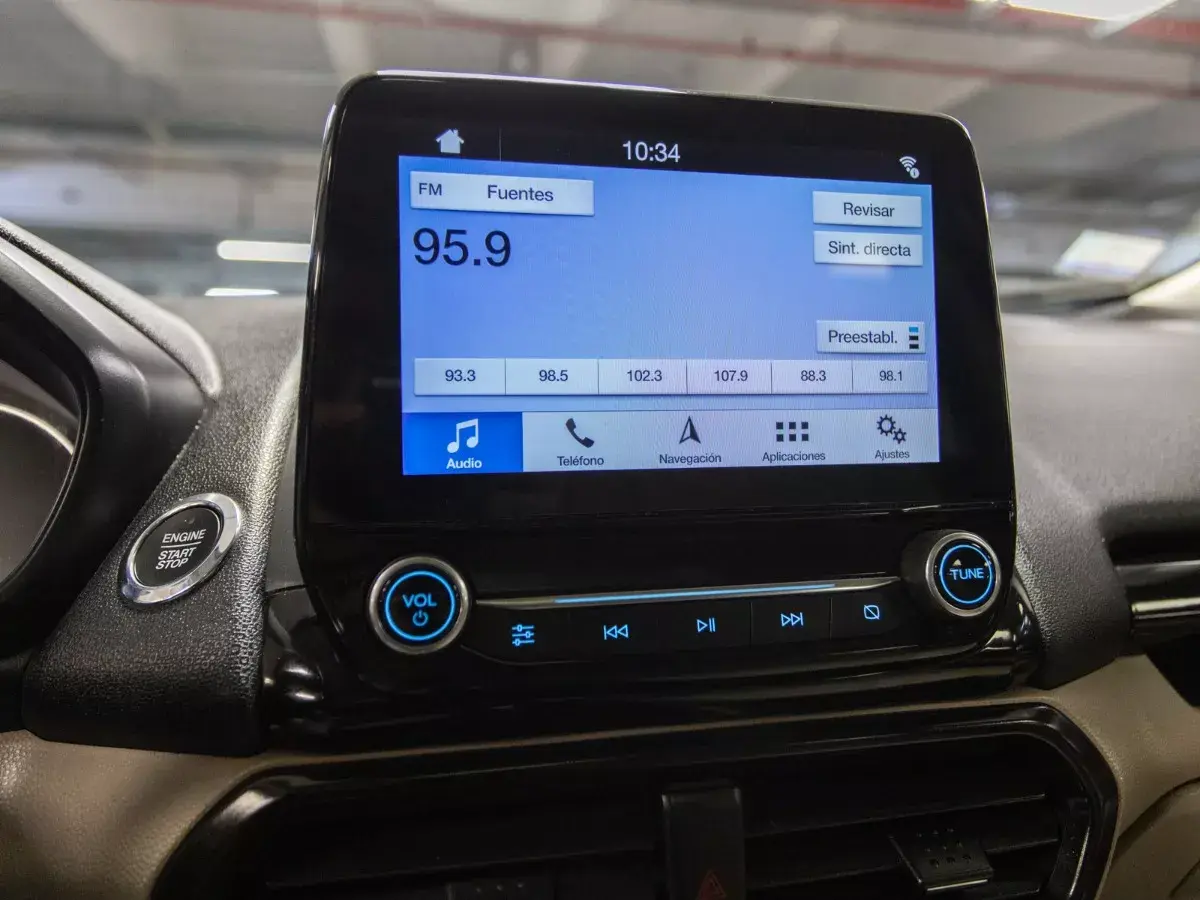 10:34
FM Fuentes
Revisar
95.9
Sint. directa
Preestabl.
93.3 98.5 102.3 107.9 88.3 98.1
Audio Teléfono Navegación Aplicaciones Ajustes
ENGINE
START
STOP
VOL
TUNE